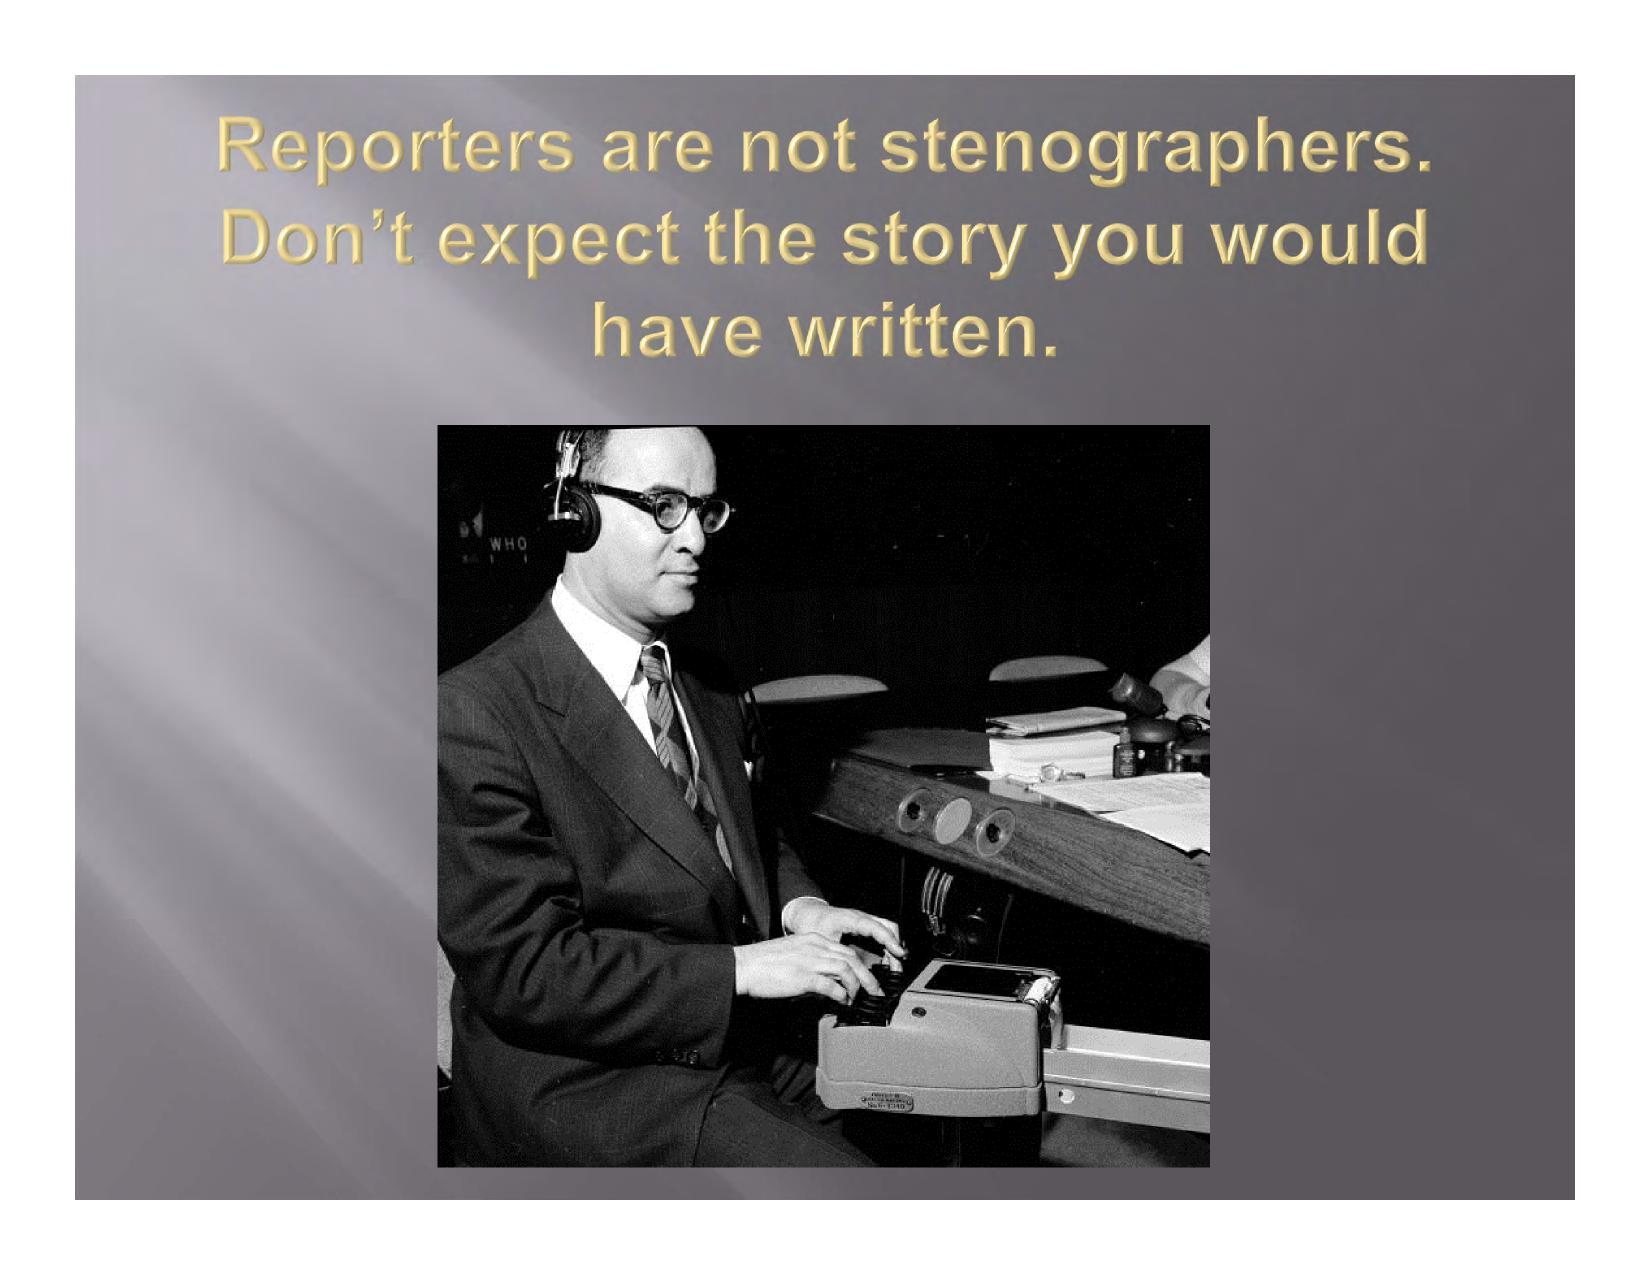 Reporters are not stenographers.
Don’t expect the story you would
have written.
WHO